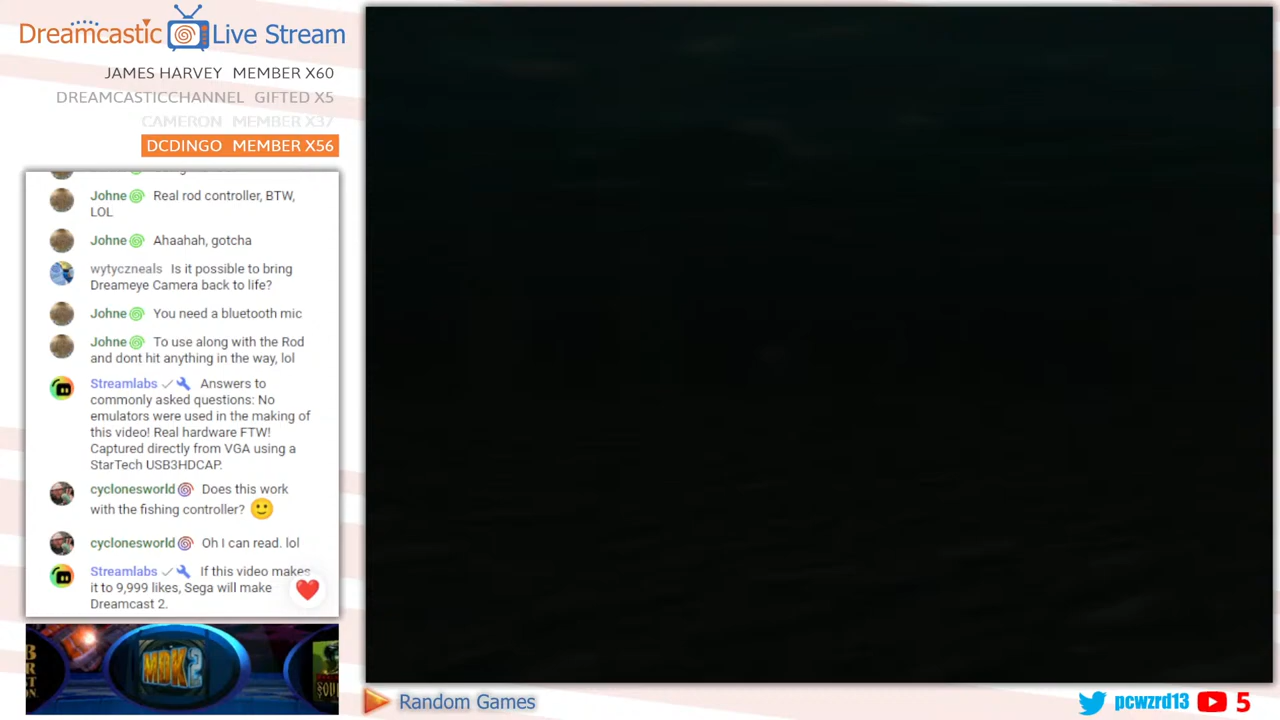 Dreamcastic Live Stream
JAMES HARVEY MEMBER X60
DREAMCASTICCHANNEL GIFTED X5
CAMERON MEMBER X37
DCDINGO MEMBER X56
Johne Real rod controller, BTW,
LOL
Johne Ahaahah, gotcha
wytyczneals Is it possible to bring
Dreameye Camera back to life?
Johne You need a bluetooth mic
Johne To use along with the Rod
and dont hit anything in the way, lol
Streamlabs Answers to
commonly asked questions: No
emulators were used in the making of
this video! Real hardware FTW!
Captured directly from VGA using a
StarTech USB3HDCAP.
cyclonesworld Does this work
with the fishing controller?
cyclonesworld Oh I can read. lol
Streamlabs If this video makes
it to 9,999 likes, Sega will make
Dreamcast 2.
MDK2
Random Games
pcwzrd13 5